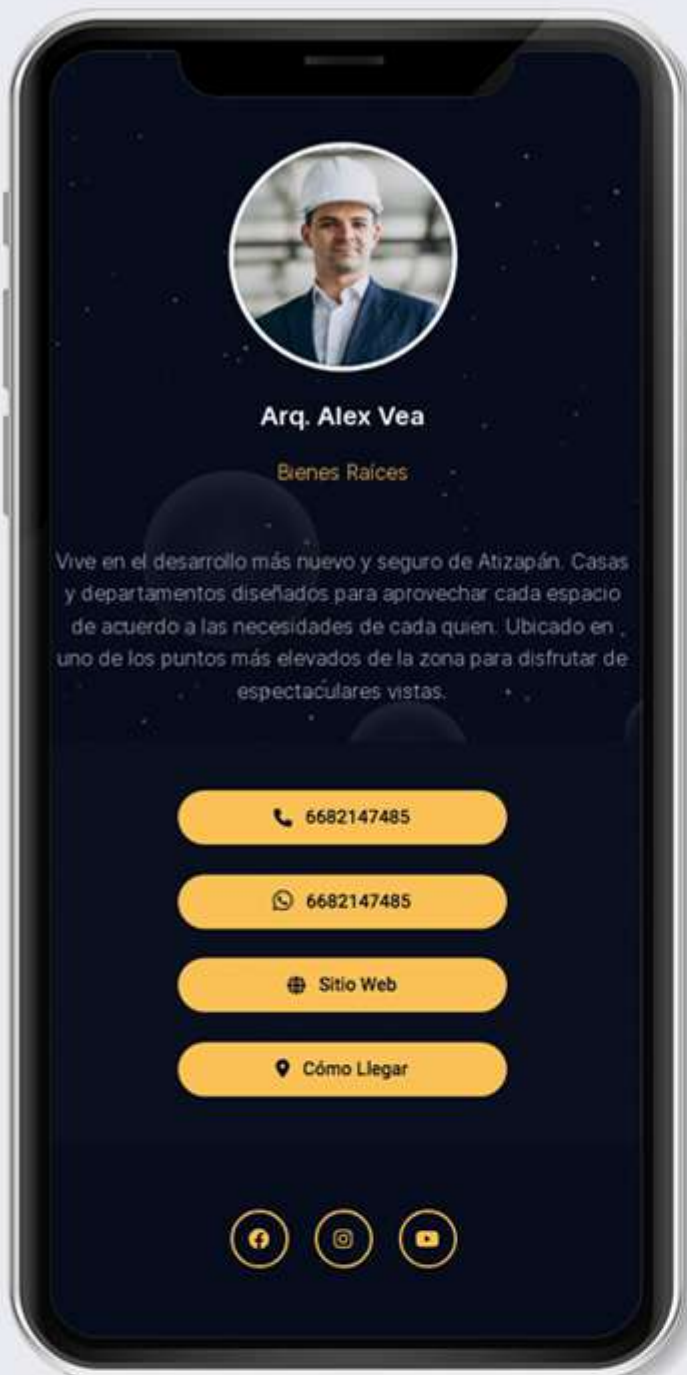 Arq. Alex Vea
Bienes Raíces
Vive en el desarrollo más nuevo y seguro de Atizapán. Casas
y departamentos diseñados para aprovechar cada espacio
de acuerdo a las necesidades de cada quien. Ubicado en
uno de los puntos más elevados de la zona para disfrutar de
espectaculares vistas.
6682147485
6682147485
Sitio Web
Cómo Llegar